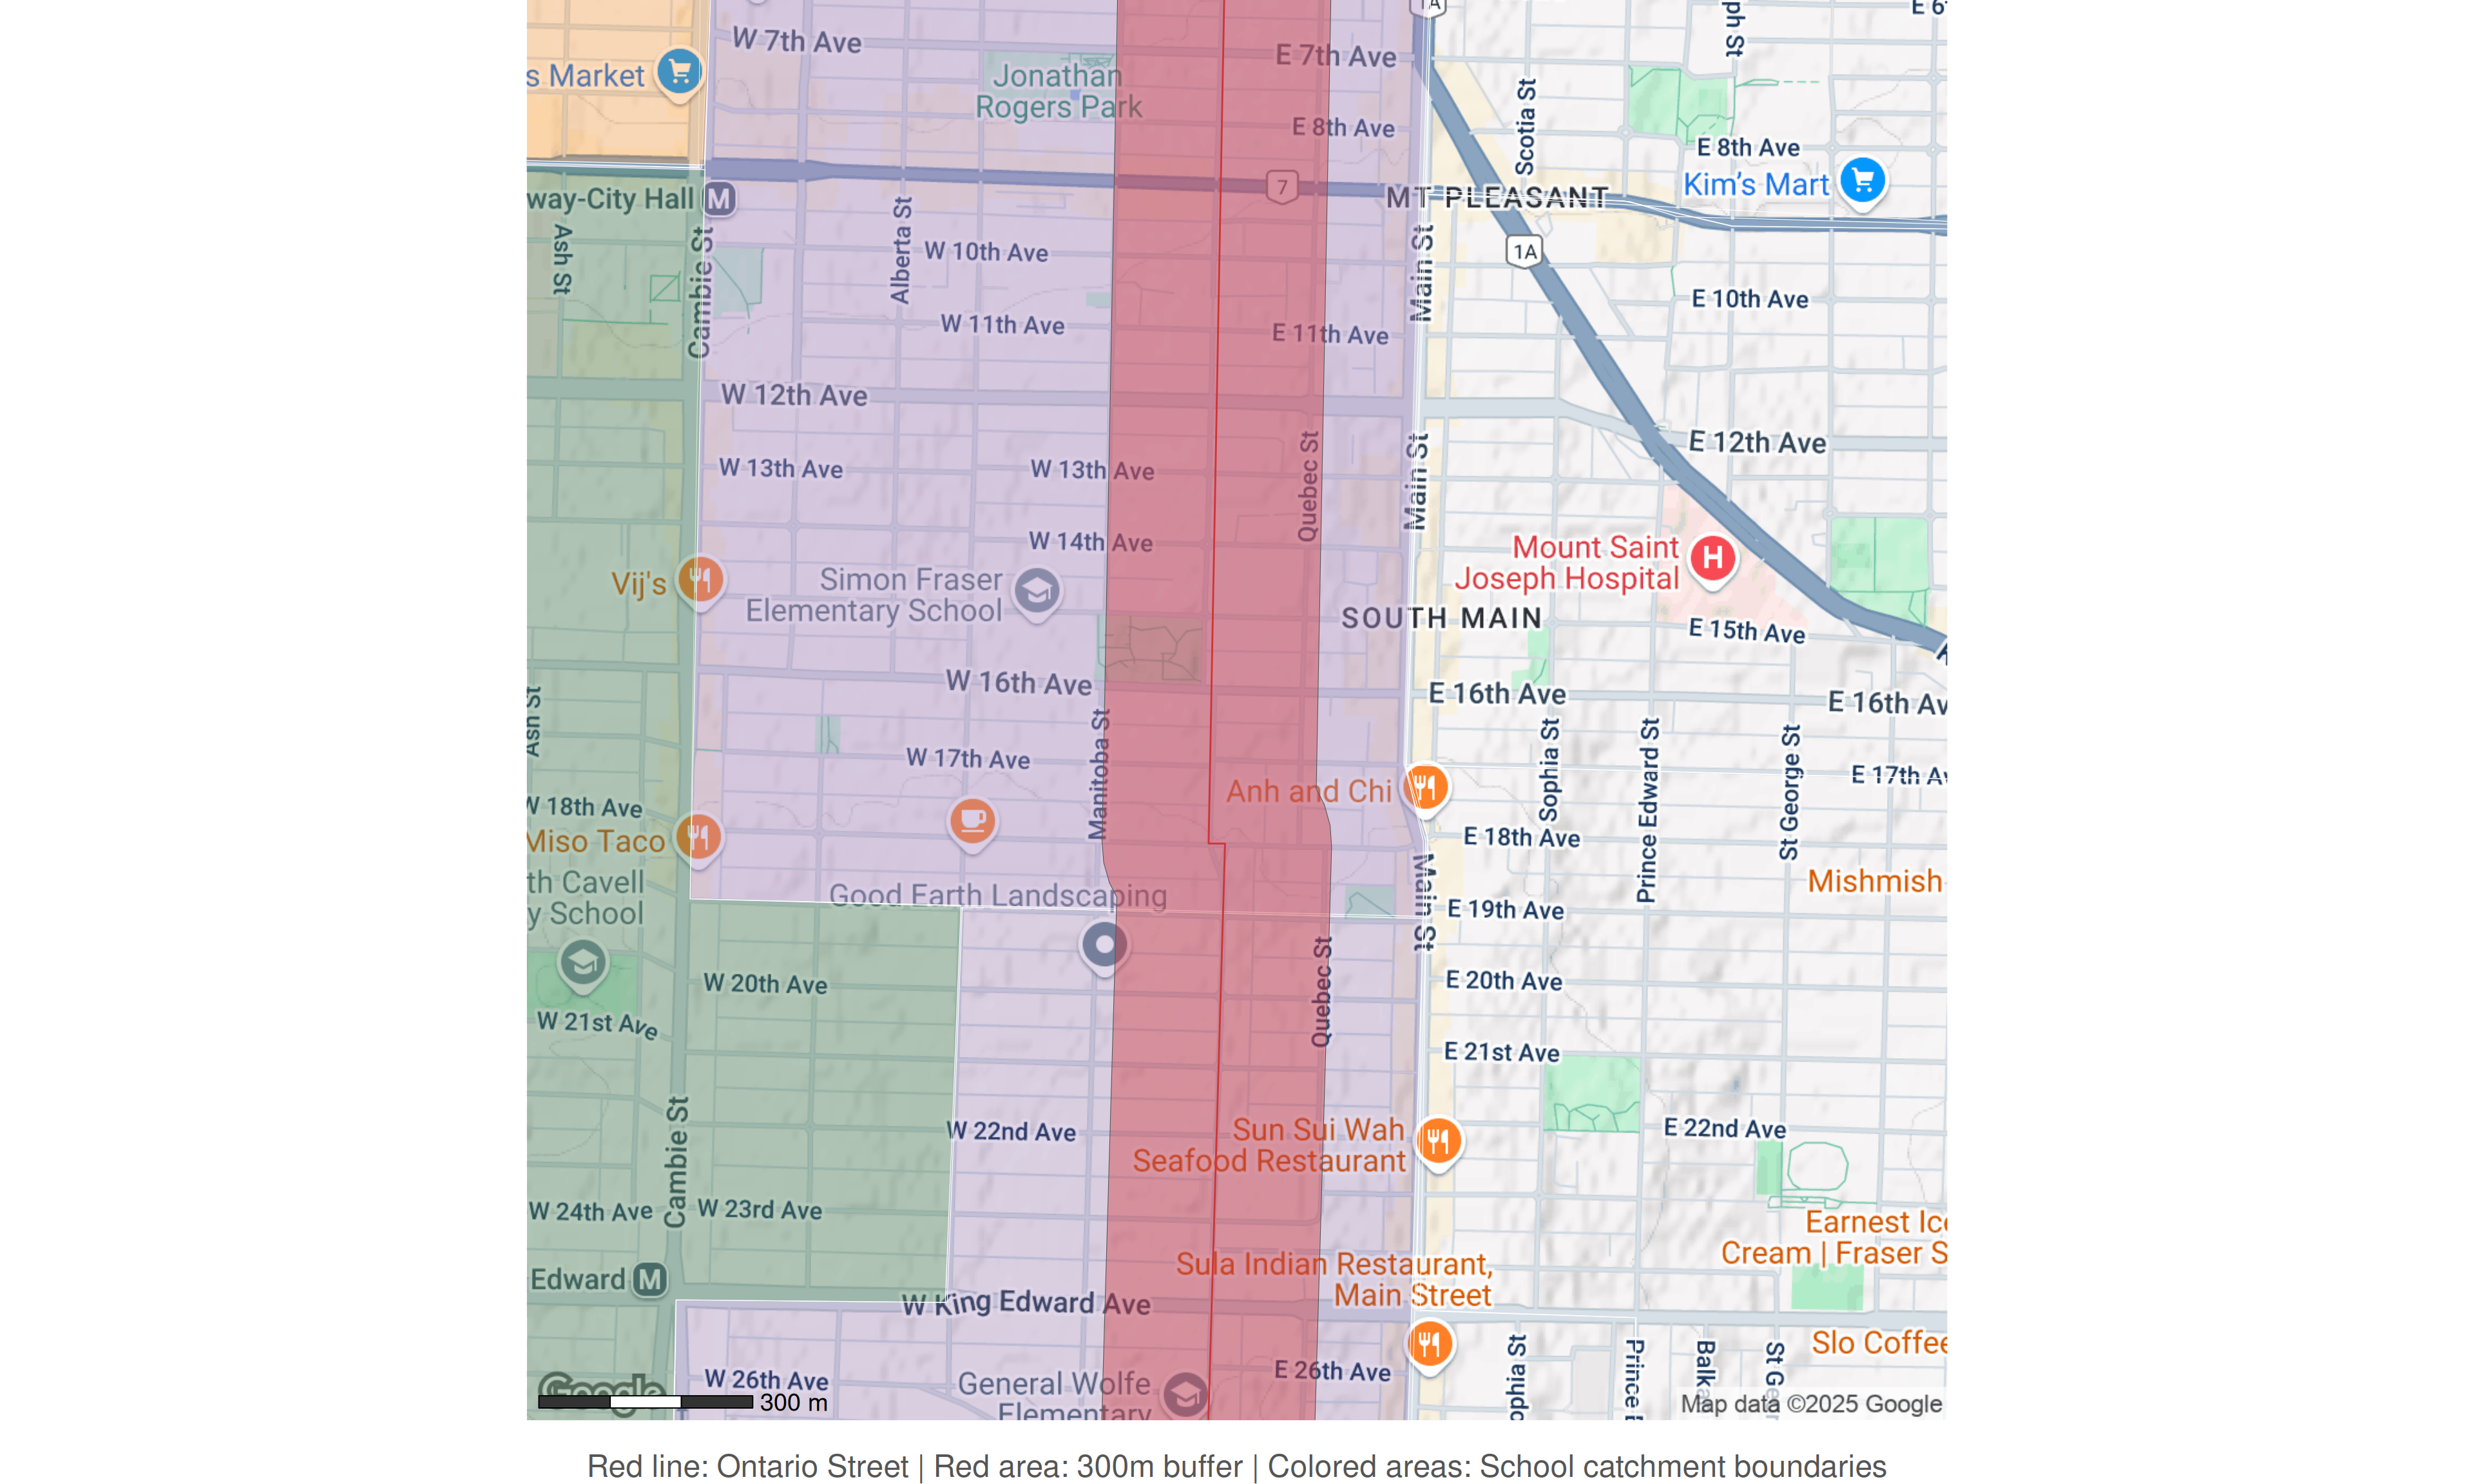 1A
ph St
E 6
W 7th Ave
E 7th Ave
s Market
Jonathan
Rogers Park
Scotia St
E 8th Ave
E 8th Ave
Kim's Mart
7
MT PLEASANT
way-City Hall
M
Ash St
Cambie St
Alberta St
W 10th Ave
Main St
1A
E 10th Ave
W 11th Ave
E 11th Ave
W 12th Ave
E 12th Ave
W 13th Ave
W 13th Ave
Quebec St
Main St
W 14th Ave
Mount Saint
Joseph Hospital
H
Vij's
Simon Fraser
Elementary School
SOUTH MAIN
E 15th Ave
W 16th Ave
E 16th Ave
E 16th Av
Ash St
Manitoba St
W 17th Ave
Sophia St
Prince Edward St
St George St
E 17th Av
Anh and Chi
W 18th Ave
E 18th Ave
Miso Taco
th Cavell
y School
Good Earth Landscaping
Main St
E 19th Ave
Mishmish
W 20th Ave
Quebec St
E 20th Ave
W 21st Ave
E 21st Ave
Cambie St
W 22nd Ave
Sun Sui Wah
Seafood Restaurant
E 22nd Ave
W 24th Ave
W 23rd Ave
Earnest Ice
Cream | Fraser S
Edward
M
Sula Indian Restaurant,
Main Street
W King Edward Ave
Slo Coffee
W 26th Ave
General Wolfe
Elementary
E 26th Ave
ophia St
Prince E
Balka
St Ge
Google
300 m
Map data ©2025 Google
Red line: Ontario Street | Red area: 300m buffer | Colored areas: School catchment boundaries